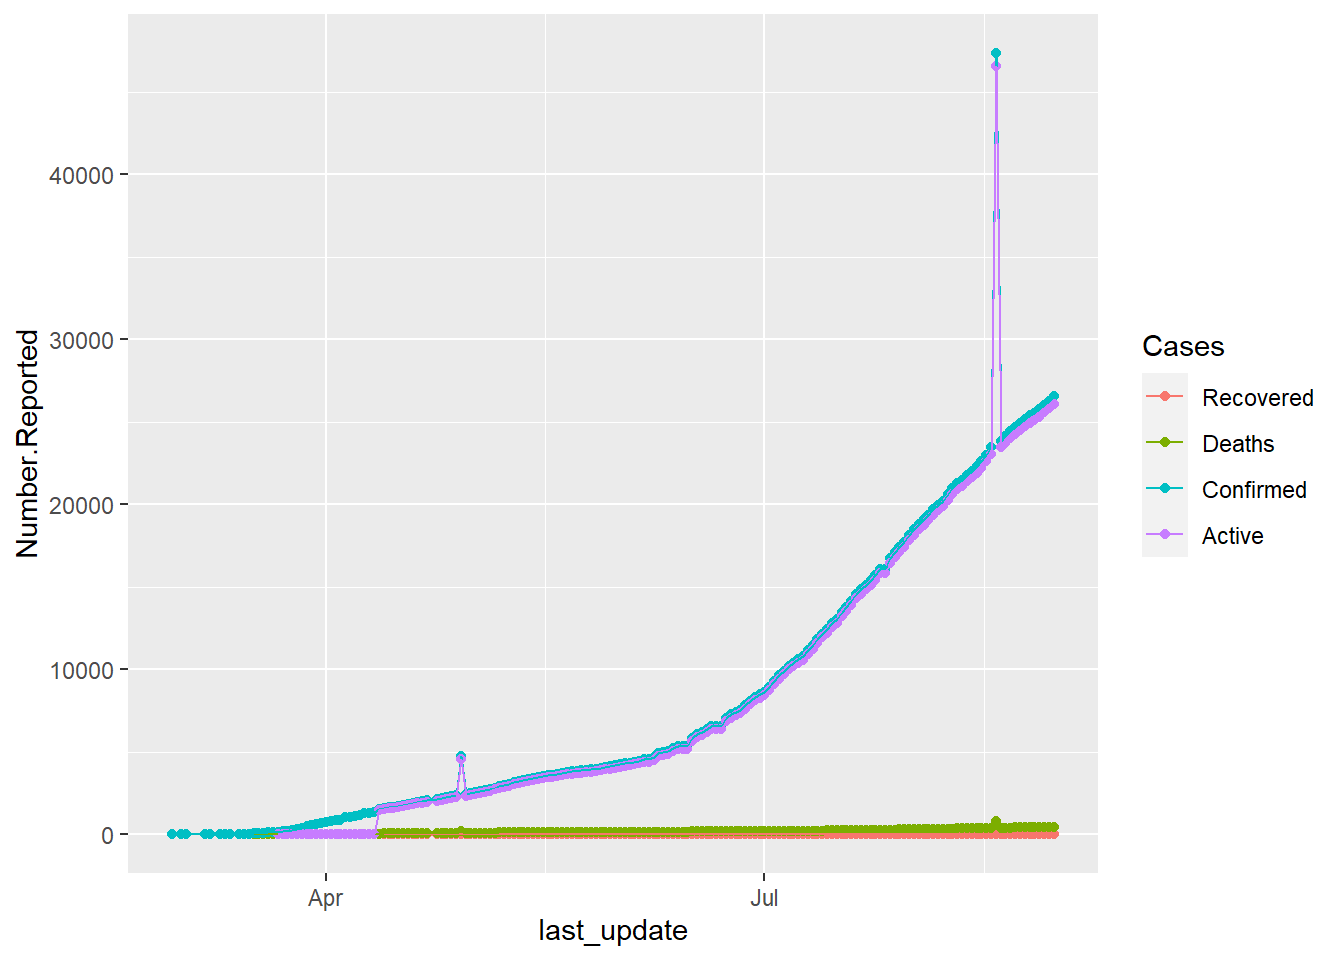 40000
30000
20000
10000
0
Number.Reported
Apr
Jul
last_update
Cases
Recovered
Deaths
Confirmed
Active